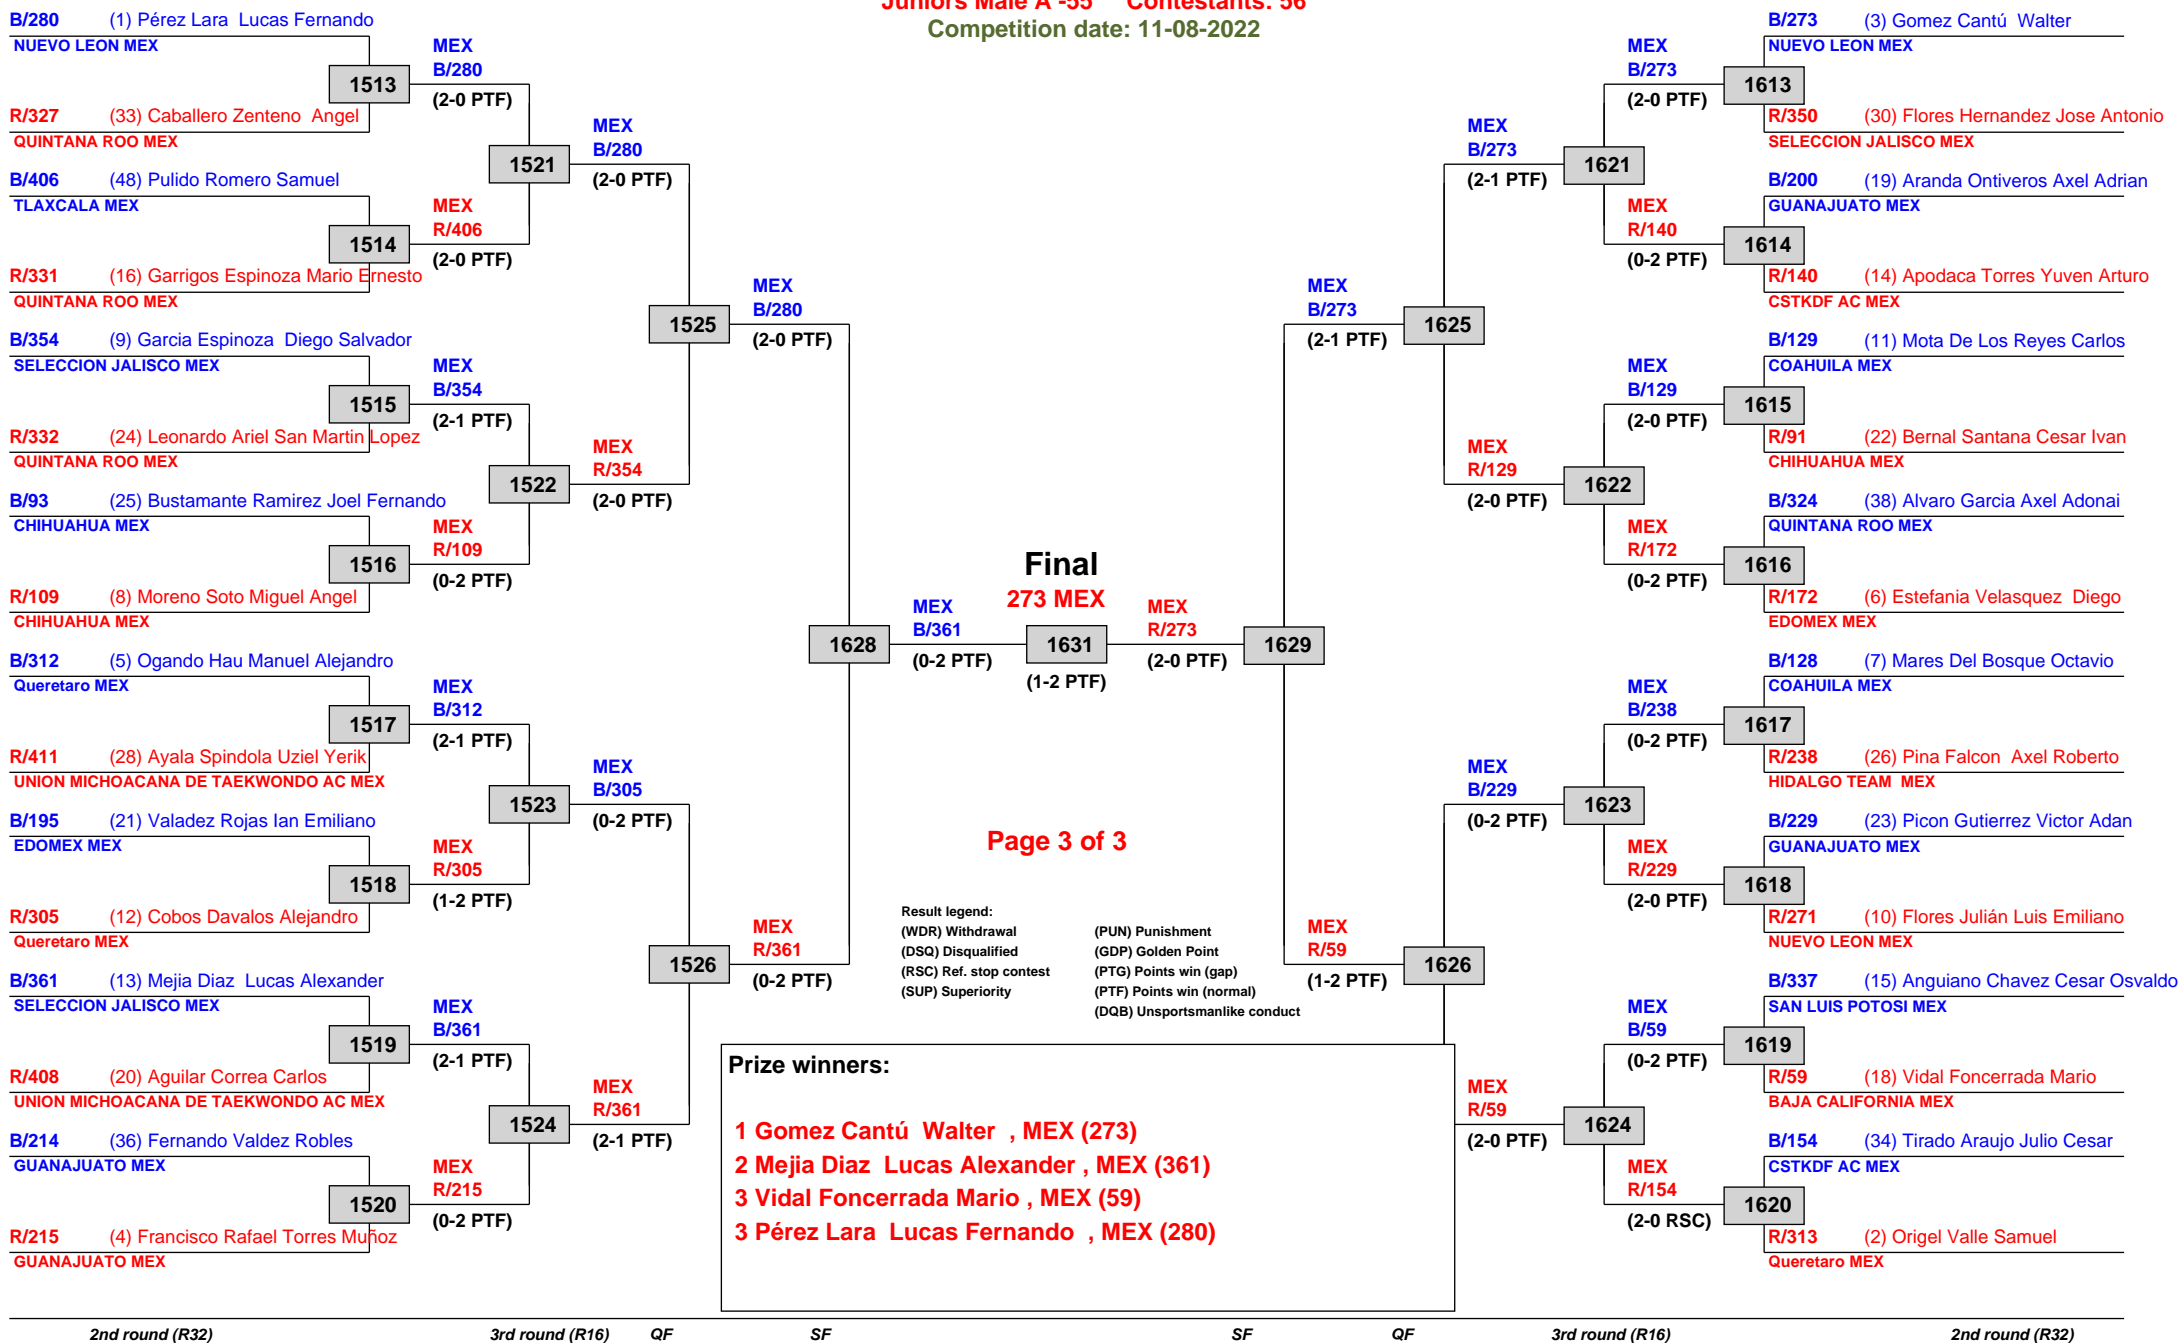 Juniors Male A -55 Contestants: 56
Competition date: 11-08-2022
B/280 (1) Pérez Lara Lucas Fernando
NUEVO LEON MEX
R/327 (33) Caballero Zenteno Angel
QUINTANA ROO MEX
B/406 (48) Pulido Romero Samuel
TLAXCALA MEX
R/331 (16) Garrigos Espinoza Mario Ernesto
QUINTANA ROO MEX
B/354 (9) Garcia Espinoza Diego Salvador
SELECCION JALISCO MEX
R/332 (24) Leonardo Ariel San Martin Lopez
QUINTANA ROO MEX
B/93 (25) Bustamante Ramirez Joel Fernando
CHIHUAHUA MEX
R/109 (8) Moreno Soto Miguel Angel
CHIHUAHUA MEX
B/312 (5) Ogando Hau Manuel Alejandro
Queretaro MEX
R/411 (28) Ayala Spindola Uziel Yerik
UNION MICHOACANA DE TAEKWONDO AC MEX
B/195 (21) Valadez Rojas Ian Emiliano
EDOMEX MEX
R/305 (12) Cobos Davalos Alejandro
Queretaro MEX
B/361 (13) Mejia Diaz Lucas Alexander
SELECCION JALISCO MEX
R/408 (20) Aguilar Correa Carlos
UNION MICHOACANA DE TAEKWONDO AC MEX
B/214 (36) Fernando Valdez Robles
GUANAJUATO MEX
R/215 (4) Francisco Rafael Torres Muñoz
GUANAJUATO MEX
1513
1514
1515
1516
1517
1518
1519
1520
MEX
B/280
(2-0 PTF)
MEX
R/406
(2-0 PTF)
MEX
B/354
(2-1 PTF)
MEX
R/109
(0-2 PTF)
MEX
B/312
(2-1 PTF)
MEX
R/305
(1-2 PTF)
MEX
B/361
(2-1 PTF)
MEX
R/215
(0-2 PTF)
1521
1522
1523
1524
MEX
B/280
(2-0 PTF)
MEX
R/354
(2-0 PTF)
MEX
B/305
(0-2 PTF)
MEX
R/361
(2-1 PTF)
1525
1526
MEX
B/280
(2-0 PTF)
MEX
R/361
(0-2 PTF)
1628
MEX
B/361
(0-2 PTF)
Final
273 MEX
1631
(1-2 PTF)
MEX
R/273
(2-0 PTF)
1629
MEX
B/273
(2-1 PTF)
MEX
R/59
(1-2 PTF)
1625
1626
MEX
B/273
(2-1 PTF)
MEX
R/129
(2-0 PTF)
MEX
B/229
(0-2 PTF)
MEX
R/59
(2-0 PTF)
1621
1622
1623
1624
MEX
B/273
(2-0 PTF)
MEX
R/140
(0-2 PTF)
MEX
B/129
(2-0 PTF)
MEX
R/172
(0-2 PTF)
MEX
B/238
(0-2 PTF)
MEX
R/229
(2-0 PTF)
MEX
B/59
(0-2 PTF)
MEX
R/154
(2-0 RSC)
1613
1614
1615
1616
1617
1618
1619
1620
B/273 (3) Gomez Cantú Walter
NUEVO LEON MEX
R/350 (30) Flores Hernandez Jose Antonio
SELECCION JALISCO MEX
B/200 (19) Aranda Ontiveros Axel Adrian
GUANAJUATO MEX
R/140 (14) Apodaca Torres Yuven Arturo
CSTKDF AC MEX
B/129 (11) Mota De Los Reyes Carlos
COAHUILA MEX
R/91 (22) Bernal Santana Cesar Ivan
CHIHUAHUA MEX
B/324 (38) Alvaro Garcia Axel Adonai
QUINTANA ROO MEX
R/172 (6) Estefania Velasquez Diego
EDOMEX MEX
B/128 (7) Mares Del Bosque Octavio
COAHUILA MEX
R/238 (26) Pina Falcon Axel Roberto
HIDALGO TEAM MEX
B/229 (23) Picon Gutierrez Victor Adan
GUANAJUATO MEX
R/271 (10) Flores Julián Luis Emiliano
NUEVO LEON MEX
B/337 (15) Anguiano Chavez Cesar Osvaldo
SAN LUIS POTOSI MEX
R/59 (18) Vidal Foncerrada Mario
BAJA CALIFORNIA MEX
B/154 (34) Tirado Araujo Julio Cesar
CSTKDF AC MEX
R/313 (2) Origel Valle Samuel
Queretaro MEX
Page 3 of 3
Result legend:
(WDR) Withdrawal (PUN) Punishment
(DSQ) Disqualified (GDP) Golden Point
(RSC) Ref. stop contest (PTG) Points win (gap)
(SUP) Superiority (PTF) Points win (normal)
(DQB) Unsportsmanlike conduct
Prize winners:
1 Gomez Cantú Walter , MEX (273)
2 Mejia Diaz Lucas Alexander , MEX (361)
3 Vidal Foncerrada Mario , MEX (59)
3 Pérez Lara Lucas Fernando , MEX (280)
2nd round (R32) 3rd round (R16) QF SF SF QF 3rd round (R16) 2nd round (R32)